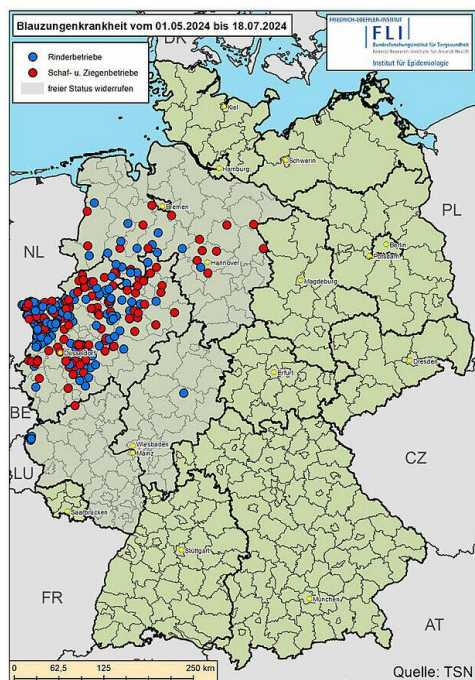 Blauzungenkrankheit vom 01.05.2024 bis 18.07.2024
FRIEDRICH-LOEFFLER-INSTITUT
FLI
Bundesforschungsinstitut für Tiergesundheit
Federal Research Institute for Animal Health
Institut für Epidemiologie
Rinderbetriebe
Schaf- u. Ziegenbetriebe
freier Status widerrufen
DK
Kiel
Schwerin
Hamburg
Bremen
PL
NL
Berlin
Potsdam
Hannover
Magdeburg
Düsseldorf
Dresden
Erfurt
BE
Wiesbaden
Mainz
LU
CZ
Saarbrücken
Stuttgart
FR
München
AT
0
62,5
125
250 km
Quelle: TSN